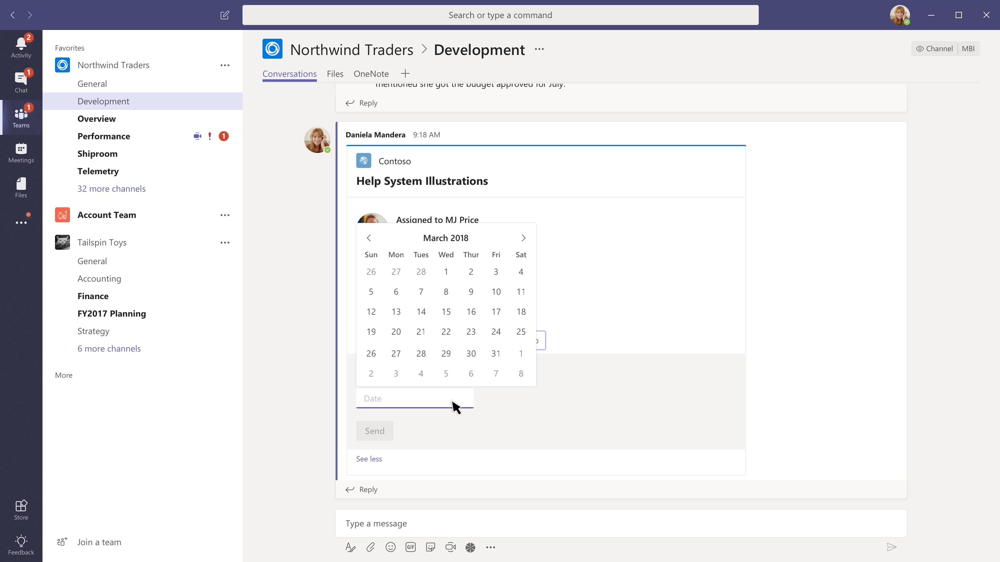 Search or type a command
2
Activity
1
Chat
1
Teams
Meetings
Files
Store
Feedback
Favorites
Northwind Traders
General
Development
Overview
Performance
1
Shiproom
Telemetry
32 more channels
Account Team
Tailspin Toys
General
Accounting
Finance
FY2017 Planning
Strategy
6 more channels
More
Join a team
Northwind Traders > Development
Channel MBI
Conversations Files OneNote
mentioned she got the budget approved for July.
Reply
Daniela Mandera 9:18 AM
Contoso
Help System Illustrations
Assigned to MJ Price
March 2018
Sun Mon Tues Wed Thur Fri Sat
26 27 28 1 2 3 4
5 6 7 8 9 10 11
12 13 14 15 16 17 18
19 20 21 22 23 24 25
26 27 28 29 30 31 1
2 3 4 5 6 7 8
Date
Send
See less
Reply
Type a message
GIF